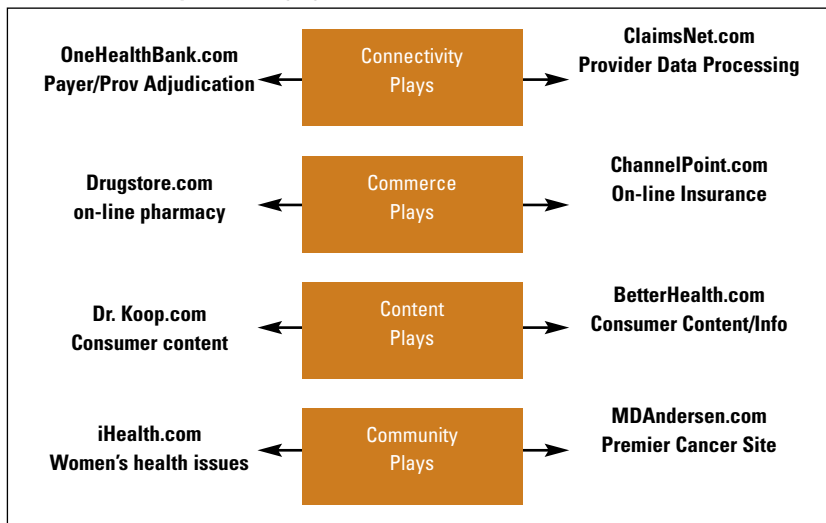 OneHealthBank.com
Payer/Prov Adjudication
Connectivity
Plays
ClaimsNet.com
Provider Data Processing
Drugstore.com
on-line pharmacy
Commerce
Plays
ChannelPoint.com
On-line Insurance
Dr. Koop.com
Consumer content
Content
Plays
BetterHealth.com
Consumer Content/Info
iHealth.com
Women's health issues
Community
Plays
MDAndersen.com
Premier Cancer Site